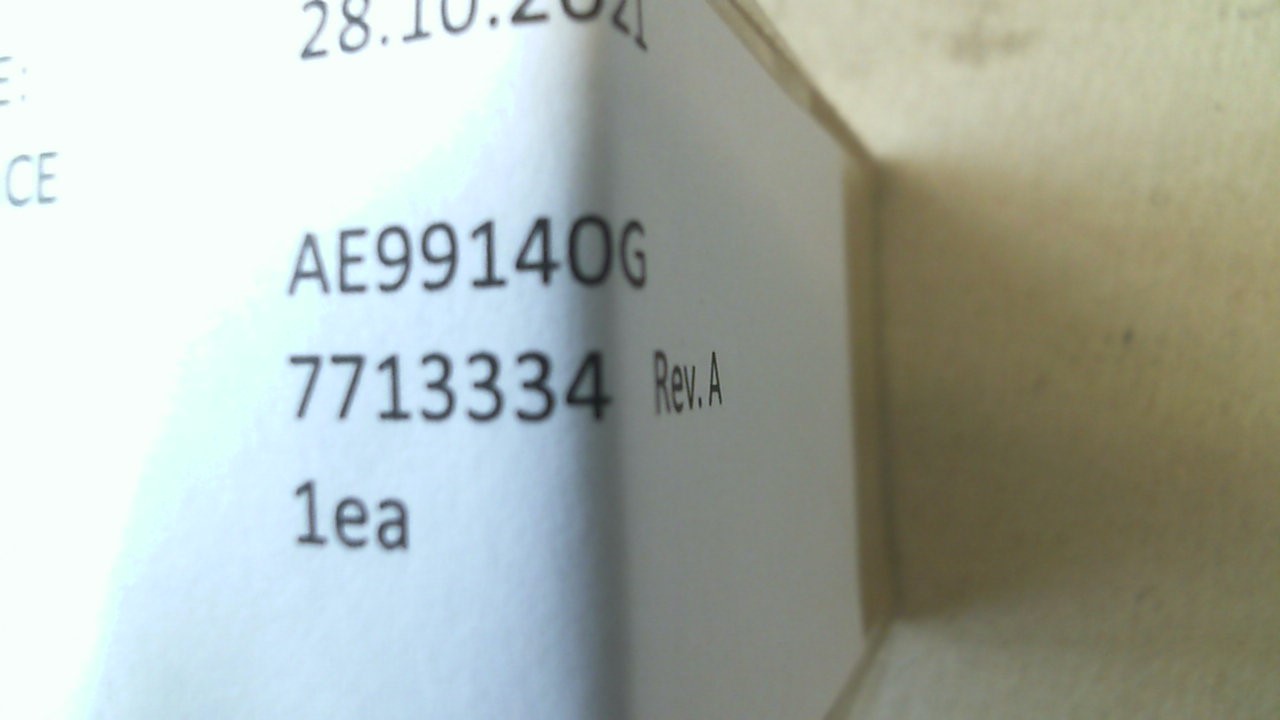 28.10.2021
E:
CE
AE99140G
7713334 Rev. A
1ea